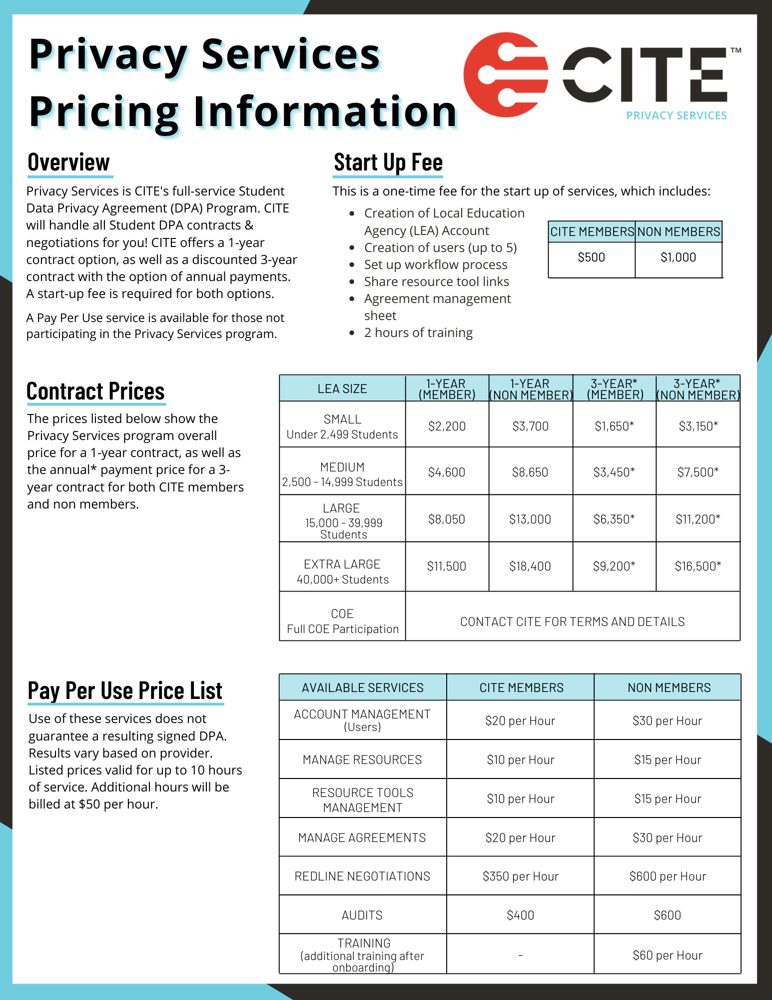 Privacy Services
Pricing Information
CITE™
PRIVACY SERVICES
Overview
Privacy Services is CITE's full-service Student
Data Privacy Agreement (DPA) Program. CITE
will handle all Student DPA contracts &
negotiations for you! CITE offers a 1-year
contract option, as well as a discounted 3-year
contract with the option of annual payments.
A start-up fee is required for both options.
A Pay Per Use service is available for those not
participating in the Privacy Services program.
Start Up Fee
This is a one-time fee for the start up of services, which includes:
• Creation of Local Education
Agency (LEA) Account
• Creation of users (up to 5)
• Set up workflow process
• Share resource tool links
• Agreement management
sheet
• 2 hours of training
CITE MEMBERS NON MEMBERS
$500 $1,000
Contract Prices
The prices listed below show the
Privacy Services program overall
price for a 1-year contract, as well as
the annual* payment price for a 3-
year contract for both CITE members
and non members.
LEA SIZE 1-YEAR 1-YEAR 3-YEAR* 3-YEAR*
(MEMBER) (NON MEMBER) (MEMBER) (NON MEMBER)
SMALL
Under 2,499 Students $2,200 $3,700 $1,650* $3,150*
MEDIUM
2,500 - 14,999 Students $4,600 $8,650 $3,450* $7,500*
LARGE
15,000 - 39,999
Students $8,050 $13,000 $6,350* $11,200*
EXTRA LARGE
40,000+ Students $11,500 $18,400 $9,200* $16,500*
COE
Full COE Participation CONTACT CITE FOR TERMS AND DETAILS
Pay Per Use Price List
Use of these services does not
guarantee a resulting signed DPA.
Results vary based on provider.
Listed prices valid for up to 10 hours
of service. Additional hours will be
billed at $50 per hour.
AVAILABLE SERVICES CITE MEMBERS NON MEMBERS
ACCOUNT MANAGEMENT
(Users) $20 per Hour $30 per Hour
MANAGE RESOURCES $10 per Hour $15 per Hour
RESOURCE TOOLS
MANAGEMENT $10 per Hour $15 per Hour
MANAGE AGREEMENTS $20 per Hour $30 per Hour
REDLINE NEGOTIATIONS $350 per Hour $600 per Hour
AUDITS $400 $600
TRAINING
(additional training after
onboarding) - $60 per Hour